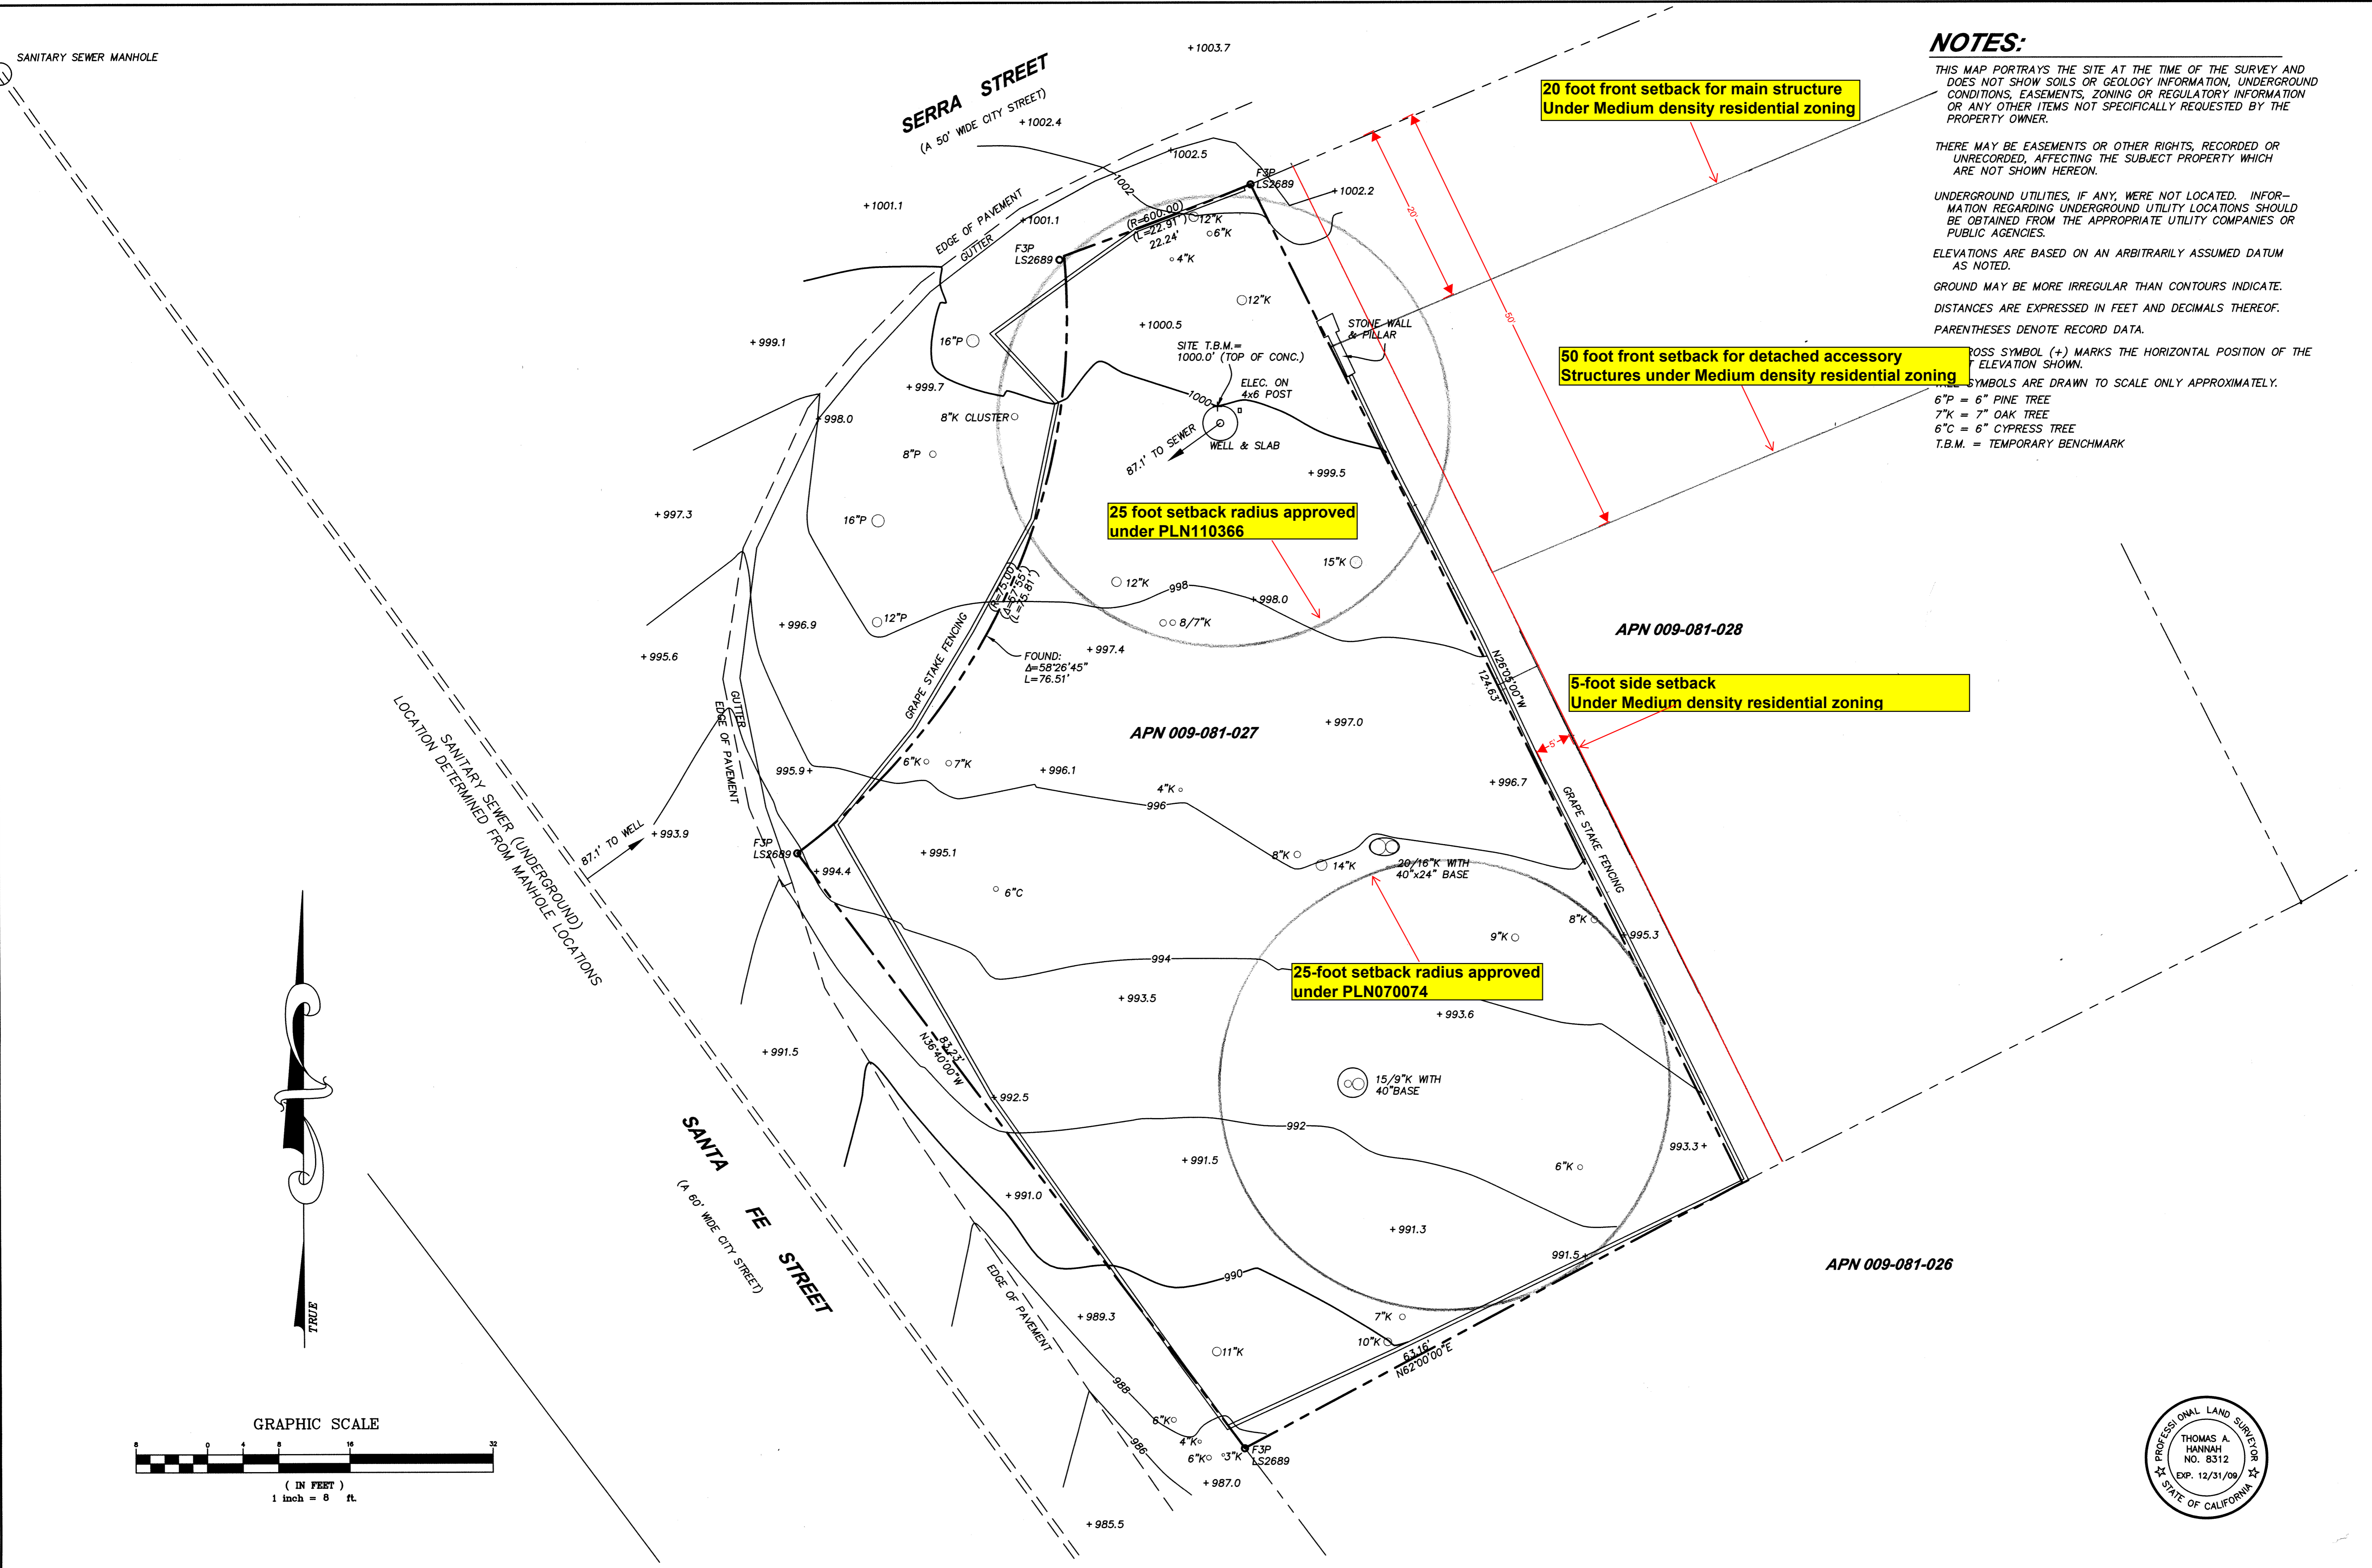 SANITARY SEWER MANHOLE
+1003.7
SERRA STREET
(A 50' WIDE CITY STREET)
+1002.4
+1002.5
1002
F3P
LS2689
+1002.2
+1001.1
+1001.1
EDGE OF PAVEMENT
GUTTER
F3P
LS2689
(R=600.00)
(L=22.91')
22.24'
12"K
6"K
4"K
12"K
+1000.5
STONE WALL
& PILLAR
SITE T.B.M.=
1000.0' (TOP OF CONC.)
16"P
+999.1
+999.7
ELEC. ON
4x6 POST
1000
8"K CLUSTER
+998.0
87.1' TO SEWER
WELL & SLAB
8"P
+999.5
+997.3
16"P
25 foot setback radius approved
under PLN110366
15"K
12"K
998
+998.0
(R=75.00)
(Δ=57°55')
(L=75.81')
+996.9
12"P
8/7"K
+995.6
FOUND:
Δ=58°26'45"
L=76.51'
+997.4
GRAPE STAKE FENCING
N26°05'00"W
124.63'
GUTTER
EDGE OF PAVEMENT
APN 009-081-027
+997.0
995.9+
6"K
7"K
+996.1
4"K
996
+996.7
GRAPE STAKE FENCING
SANITARY SEWER (UNDERGROUND)
LOCATION DETERMINED FROM MANHOLE LOCATIONS
87.1' TO WELL
+993.9
F3P
LS2689
+994.4
+995.1
8"K
14"K
20/16"K WITH
40"x24" BASE
6"C
8"K
9"K
+995.3
994
25-foot setback radius approved
under PLN070074
+993.5
+993.6
+991.5
83.23'
N36°40'00"W
+992.5
15/9"K WITH
40"BASE
992
993.3+
+991.5
6"K
SANTA FE STREET
(A 60' WIDE CITY STREET)
+991.0
+991.3
991.5+
990
EDGE OF PAVEMENT
+989.3
7"K
10"K
11"K
63.16'
N62°00'00"E
988
6"K
4"K
986
6"K
3"K
F3P
LS2689
+987.0
+985.5
20 foot front setback for main structure
Under Medium density residential zoning
20'
50'
50 foot front setback for detached accessory
Structures under Medium density residential zoning
APN 009-081-028
5-foot side setback
Under Medium density residential zoning
5'
APN 009-081-026
NOTES:
THIS MAP PORTRAYS THE SITE AT THE TIME OF THE SURVEY AND
DOES NOT SHOW SOILS OR GEOLOGY INFORMATION, UNDERGROUND
CONDITIONS, EASEMENTS, ZONING OR REGULATORY INFORMATION
OR ANY OTHER ITEMS NOT SPECIFICALLY REQUESTED BY THE
PROPERTY OWNER.
THERE MAY BE EASEMENTS OR OTHER RIGHTS, RECORDED OR
UNRECORDED, AFFECTING THE SUBJECT PROPERTY WHICH
ARE NOT SHOWN HEREON.
UNDERGROUND UTILITIES, IF ANY, WERE NOT LOCATED. INFOR–
MATION REGARDING UNDERGROUND UTILITY LOCATIONS SHOULD
BE OBTAINED FROM THE APPROPRIATE UTILITY COMPANIES OR
PUBLIC AGENCIES.
ELEVATIONS ARE BASED ON AN ARBITRARILY ASSUMED DATUM
AS NOTED.
GROUND MAY BE MORE IRREGULAR THAN CONTOURS INDICATE.
DISTANCES ARE EXPRESSED IN FEET AND DECIMALS THEREOF.
PARENTHESES DENOTE RECORD DATA.
SYMBOL (+) MARKS THE HORIZONTAL POSITION OF THE
ELEVATION SHOWN.
SYMBOLS ARE DRAWN TO SCALE ONLY APPROXIMATELY.
6"P = 6" PINE TREE
7"K = 7" OAK TREE
6"C = 6" CYPRESS TREE
T.B.M. = TEMPORARY BENCHMARK
TRUE
GRAPHIC SCALE
8 0 4 8 16 32
( IN FEET )
1 inch = 8 ft.
PROFESSIONAL LAND SURVEYOR
THOMAS A.
HANNAH
NO. 8312
EXP. 12/31/09
STATE OF CALIFORNIA